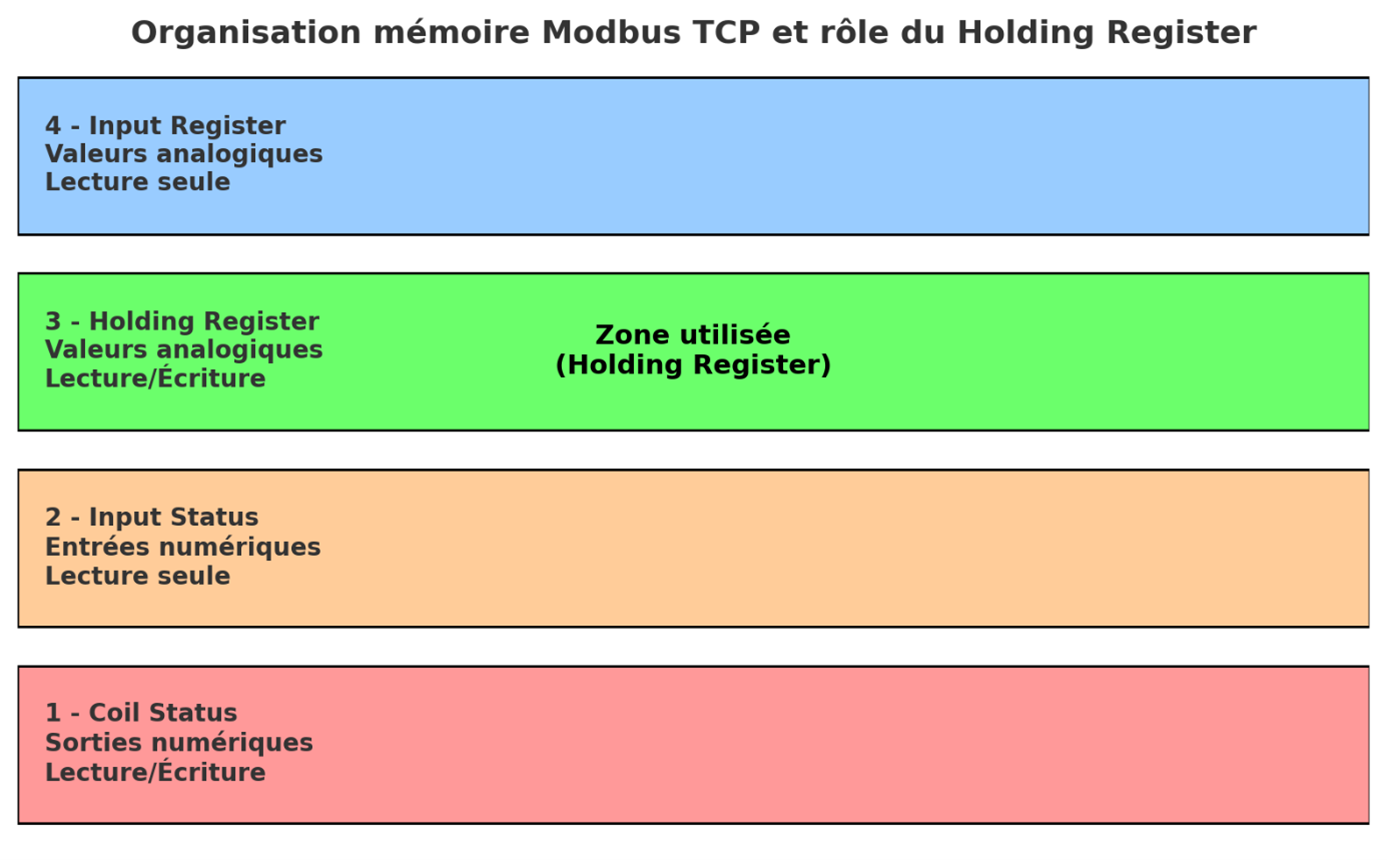 Organisation mémoire Modbus TCP et rôle du Holding Register
4 - Input Register
Valeurs analogiques
Lecture seule
3 - Holding Register
Valeurs analogiques
Lecture/Écriture
Zone utilisée
(Holding Register)
2 - Input Status
Entrées numériques
Lecture seule
1 - Coil Status
Sorties numériques
Lecture/Écriture